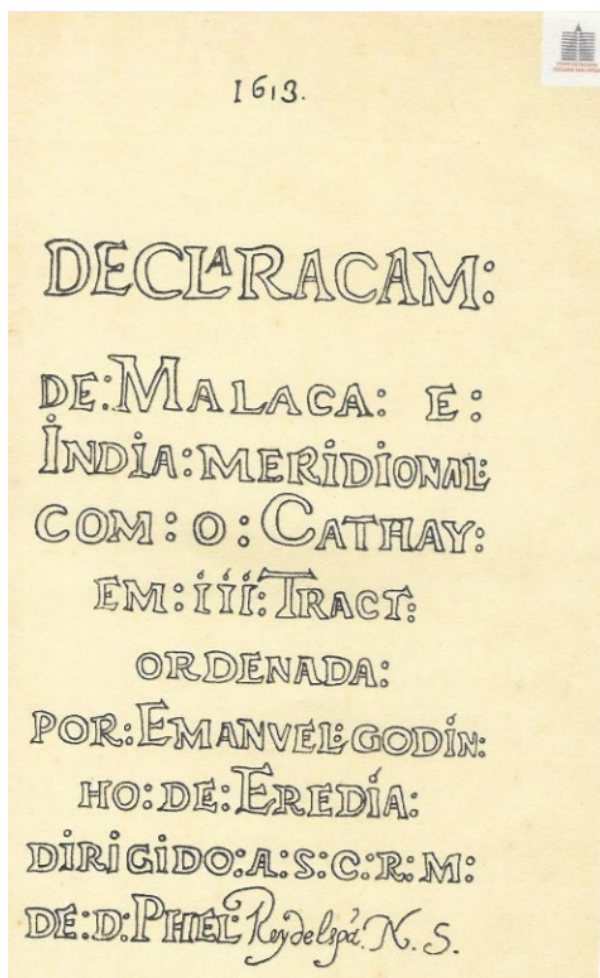 1613.
DECLARACAM:
DE: MALACA: E:
INDIA: MERIDIONAL:
COM: O: CATHAY:
EM: iii: TRACT:
ORDENADA:
POR: EMANVEL: GODIN:
HO: DE: EREDIA:
DIRIGIDO: A: S: C: R: M:
DE: D: PHEL: Rey de Espá. N. S.